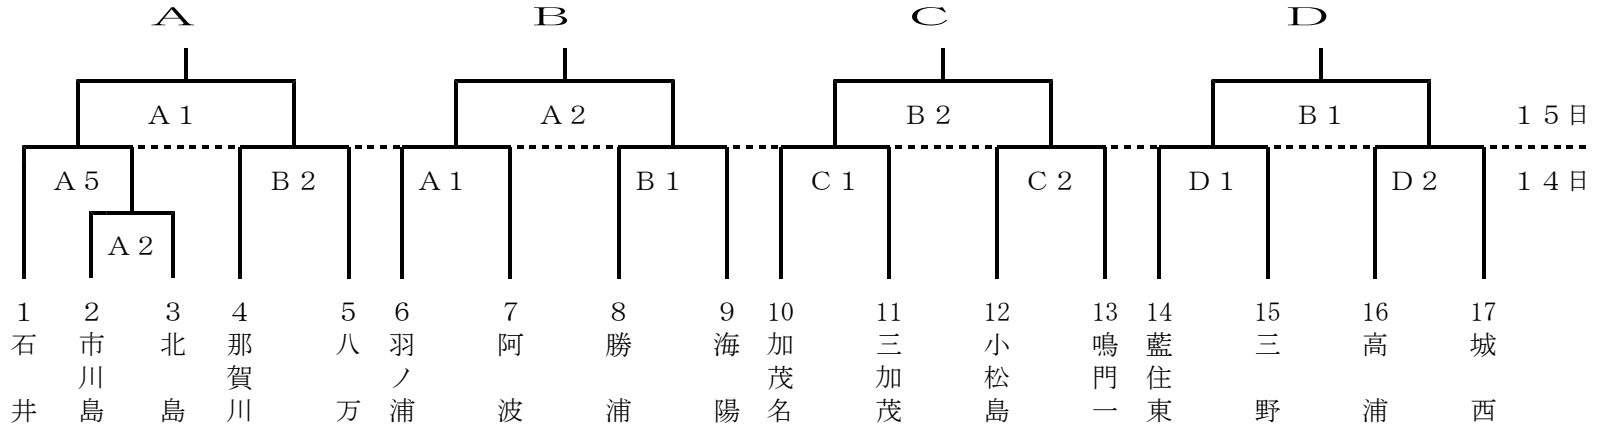 A B C D
A1 A2 B2 B1 15日
A5 B2 A1 B1 C1 C2 D1 D2 14日
A2
1 2 3 4 5 6 7 8 9 10 11 12 13 14 15 16 17
石井
市川島
北島
那賀川
八万
羽ノ浦
阿波
勝浦
海陽
加茂名
三加茂
小松島
鳴門一
藍住東
三野
高浦
城西